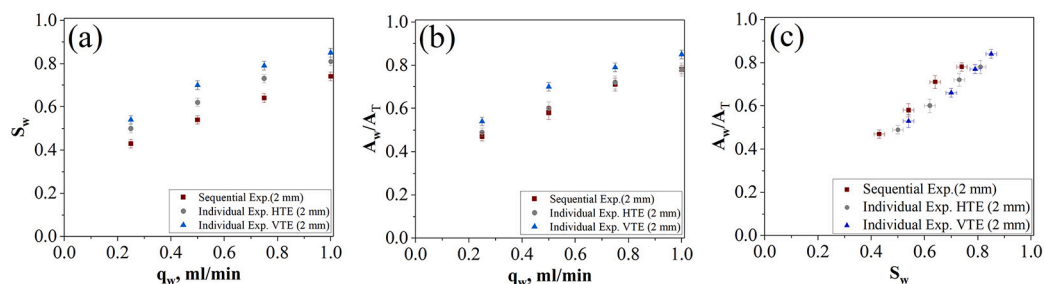 (a)
1.0
0.8
0.6
0.4
0.2
0.0
S_w
0.0 0.2 0.4 0.6 0.8 1.0
q_w, ml/min
Sequential Exp.(2 mm)
Individual Exp. HTE (2 mm)
Individual Exp. VTE (2 mm)
(b)
1.0
0.8
0.6
0.4
0.2
0.0
A_w/A_T
0.0 0.2 0.4 0.6 0.8 1.0
q_w, ml/min
Sequential Exp.(2 mm)
Individual Exp. HTE (2 mm)
Individual Exp. VTE (2 mm)
(c)
1.0
0.8
0.6
0.4
0.2
0.0
A_w/A_T
0.0 0.2 0.4 0.6 0.8 1.0
S_w
Sequential Exp.(2 mm)
Individual Exp. HTE (2 mm)
Individual Exp. VTE (2 mm)